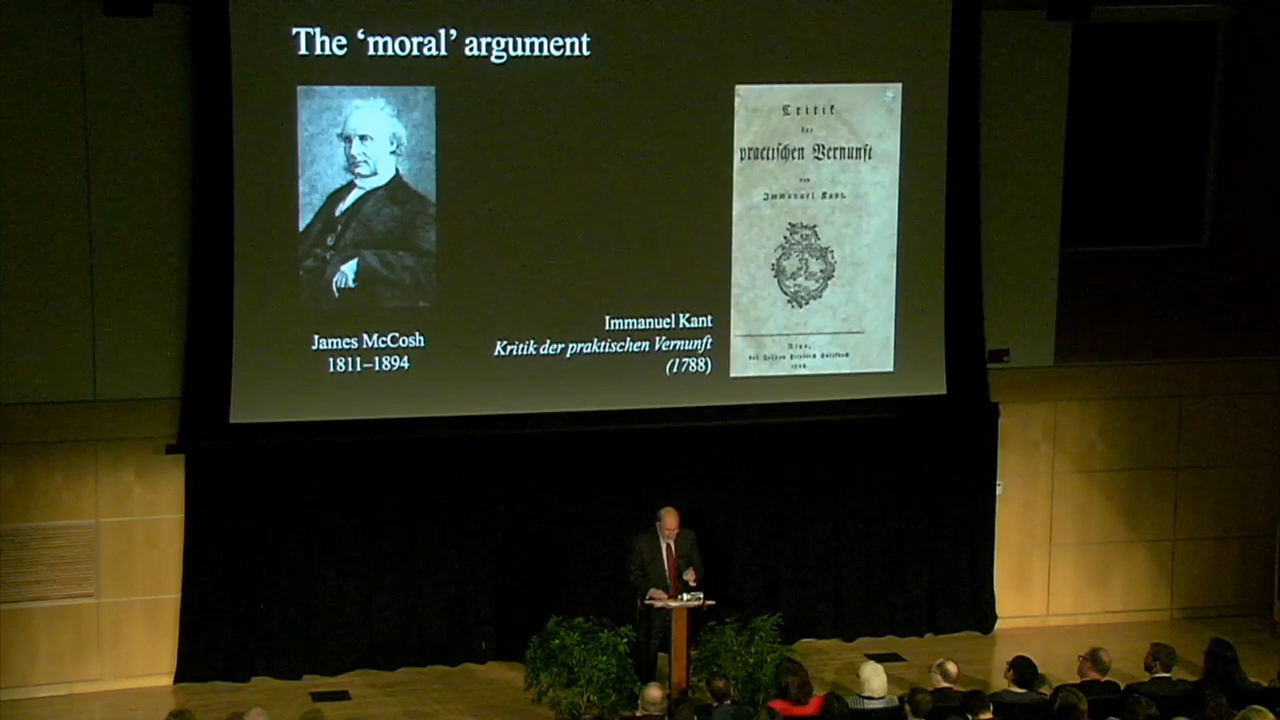 The ‘moral’ argument
James McCosh
1811–1894
Immanuel Kant
Kritik der praktischen Vernunft
(1788)
Critik
der
practischen Vernunft
von
Immanuel Kant.
Riga,